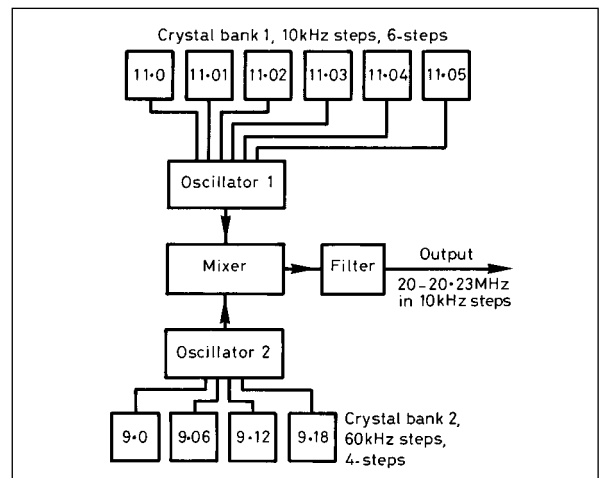 Crystal bank 1, 10kHz steps, 6-steps
11·0 11·01 11·02 11·03 11·04 11·05
Oscillator 1
Mixer
Filter
Output
20–20·23MHz
in 10kHz steps
Oscillator 2
9·0 9·06 9·12 9·18
Crystal bank 2,
60kHz steps,
4-steps